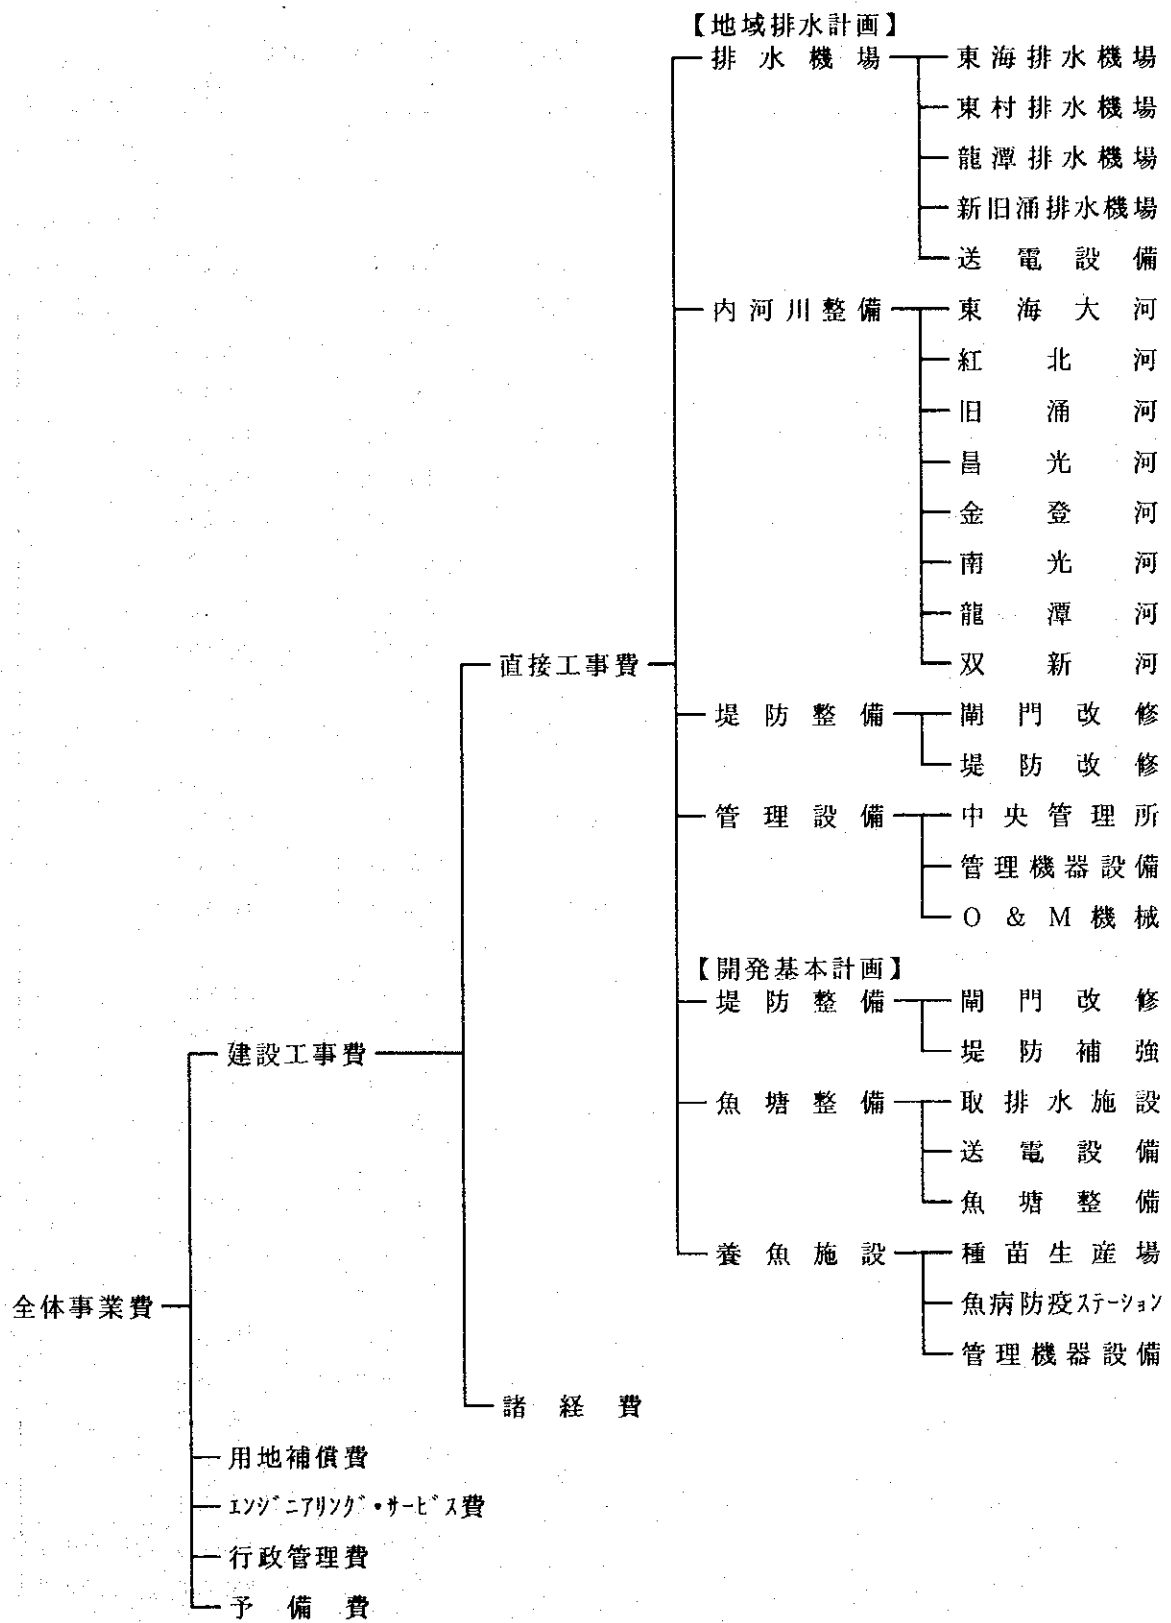 【地域排水計画】
排水機場 東海排水機場
東村排水機場
龍潭排水機場
新旧涌排水機場
送電設備
内河川整備 東海大河
紅北河
旧涌河
昌光河
金登河
南光河
龍潭河
双新河
直接工事費
堤防整備 閘門改修
堤防改修
管理設備 中央管理所
管理機器設備
O & M 機械
【開発基本計画】
堤防整備 閘門改修
堤防補強
建設工事費
魚塘整備 取排水施設
送電設備
魚塘整備
養魚施設 種苗生産場
全体事業費 魚病防疫ステーション
管理機器設備
諸経費
用地補償費
エンジニアリング・サービス費
行政管理費
予備費